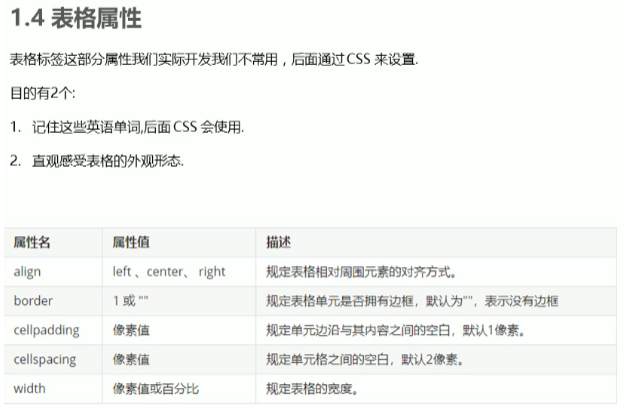 1.4 表格属性
表格标签这部分属性我们实际开发我们不常用，后面通过 CSS 来设置.
目的有2个:
1. 记住这些英语单词,后面 CSS 会使用.
2. 直观感受表格的外观形态.
属性名 属性值 描述
align left 、center、 right 规定表格相对周围元素的对齐方式。
border 1 或 "" 规定表格单元是否拥有边框，默认为""，表示没有边框
cellpadding 像素值 规定单元边沿与其内容之间的空白，默认1像素。
cellspacing 像素值 规定单元格之间的空白，默认2像素。
width 像素值或百分比 规定表格的宽度。